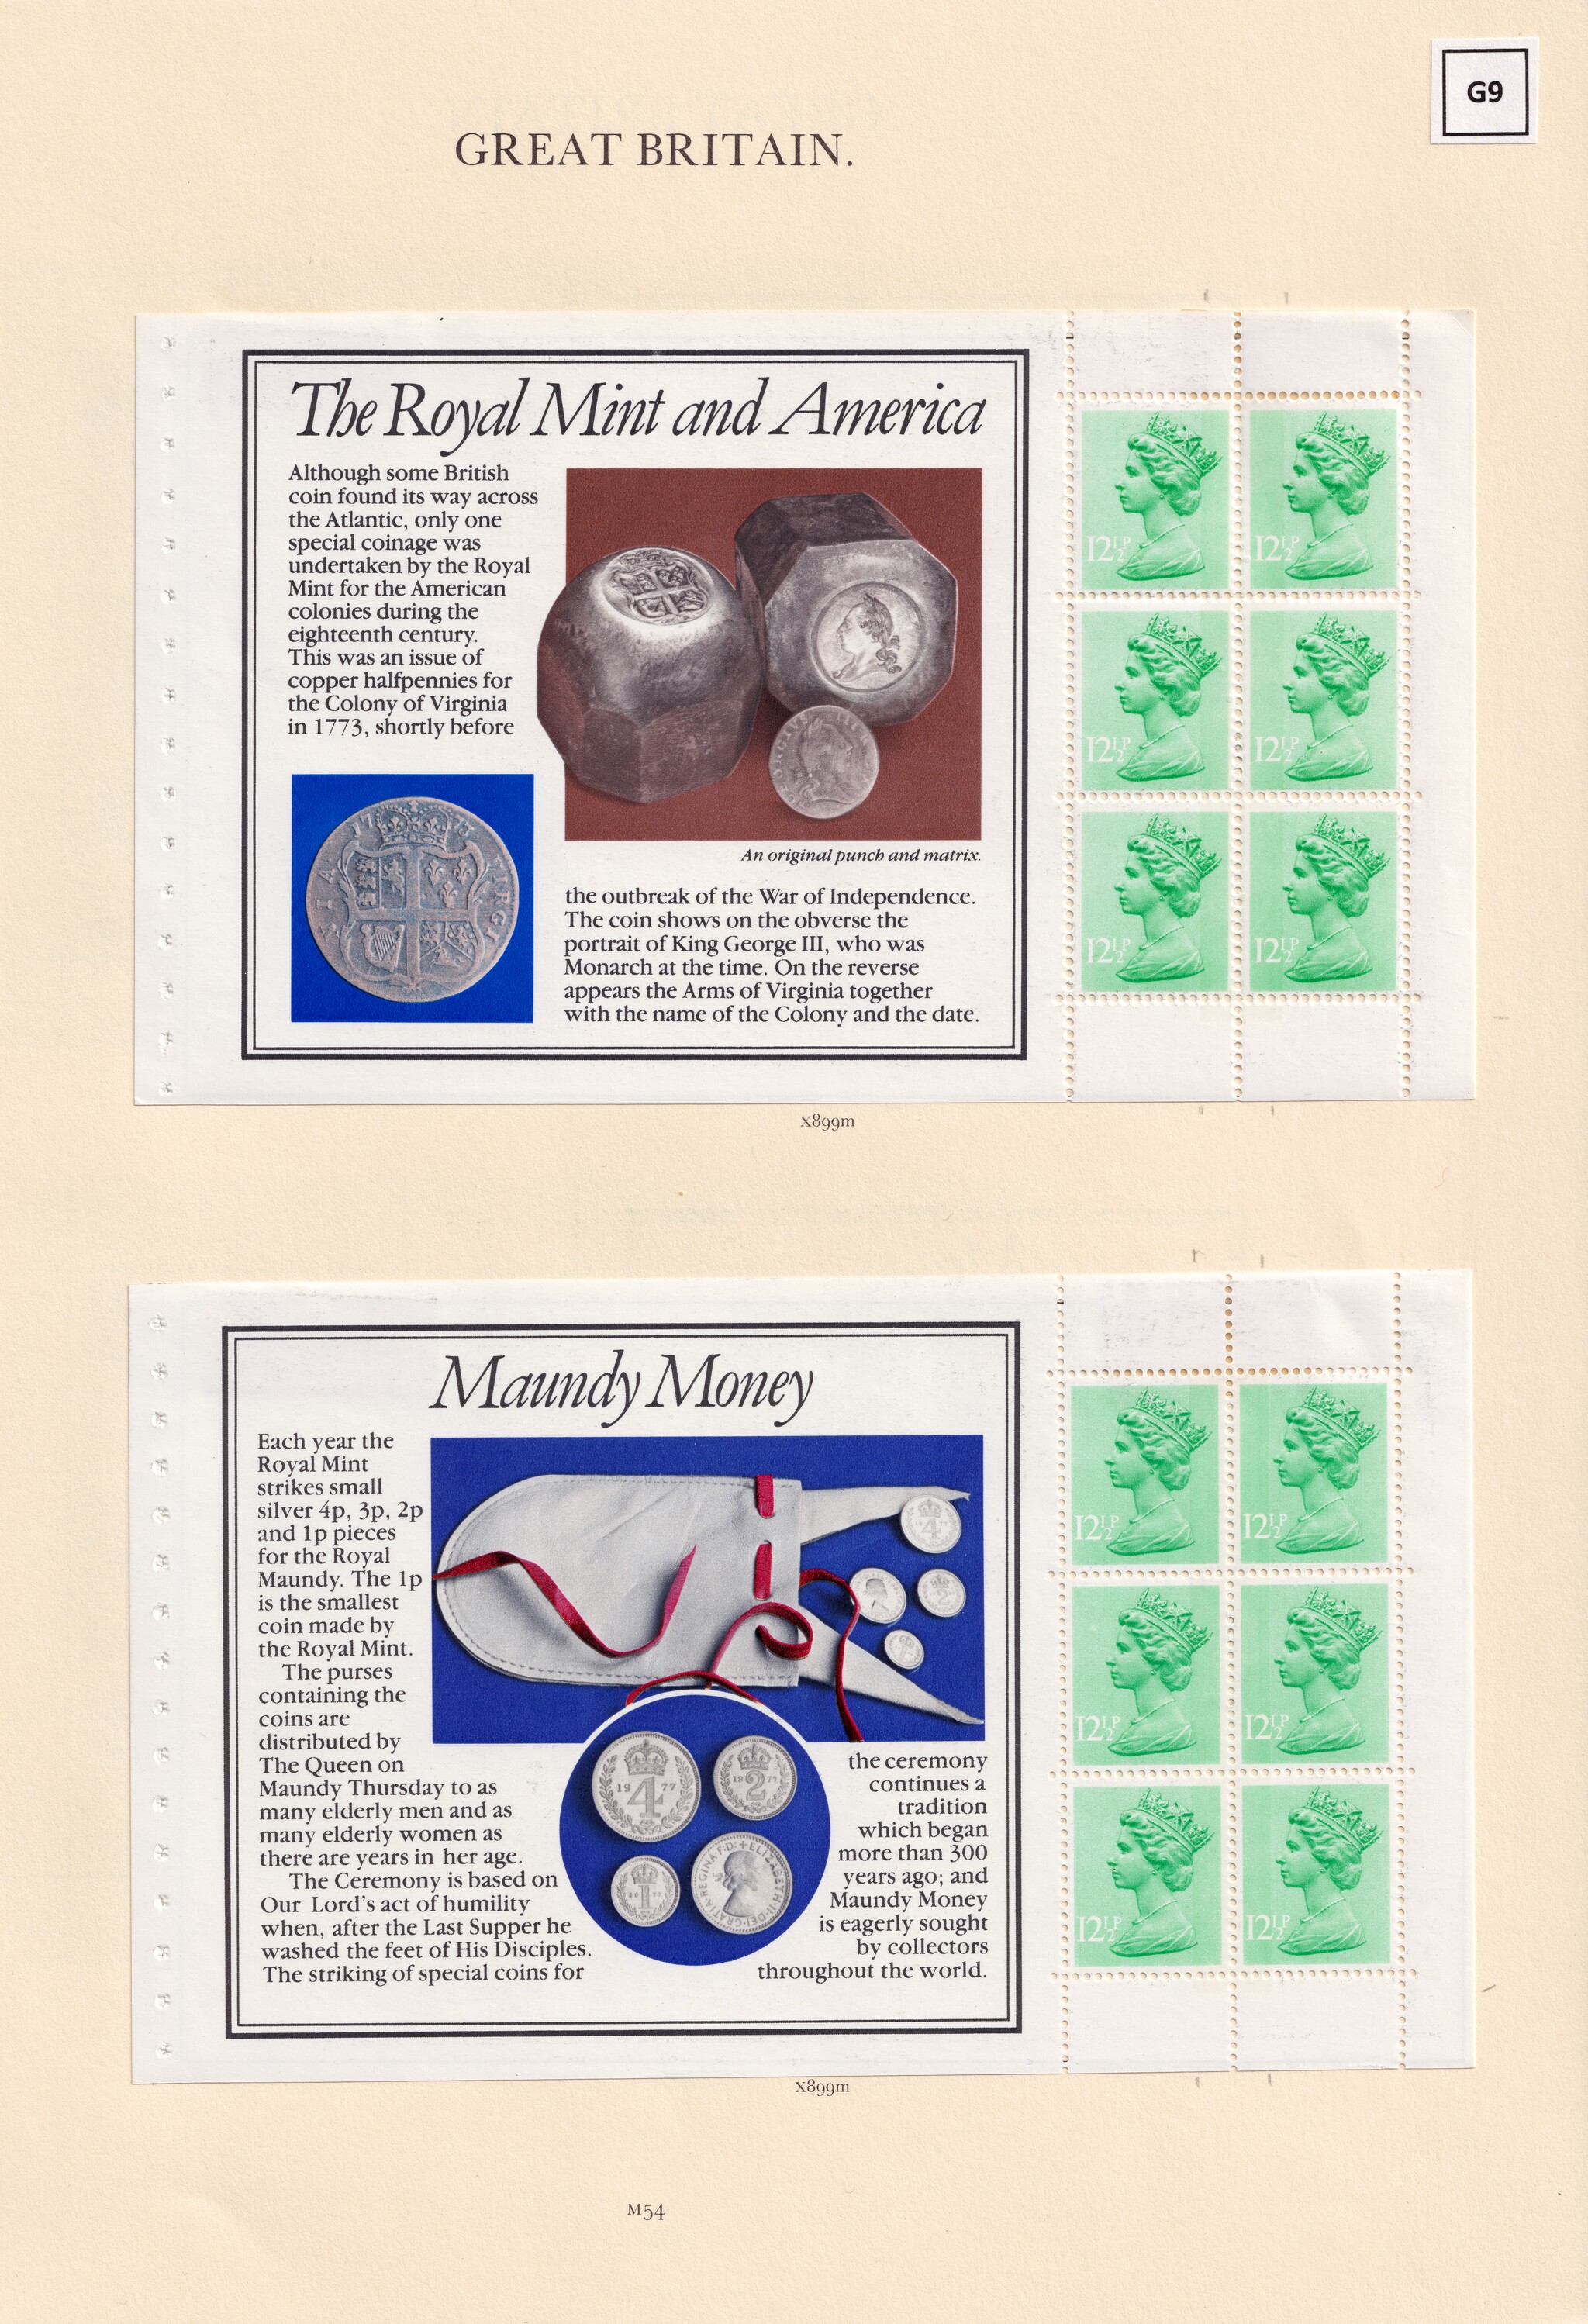 G9
GREAT BRITAIN.
The Royal Mint and America
Although some British
coin found its way across
the Atlantic, only one
special coinage was
undertaken by the Royal
Mint for the American
colonies during the
eighteenth century.
This was an issue of
copper halfpennies for
the Colony of Virginia
in 1773, shortly before
An original punch and matrix.
the outbreak of the War of Independence.
The coin shows on the obverse the
portrait of King George III, who was
Monarch at the time. On the reverse
appears the Arms of Virginia together
with the name of the Colony and the date.
12½P
12½P
12½P
12½P
12½P
12½P
X899m
Maundy Money
Each year the
Royal Mint
strikes small
silver 4p, 3p, 2p
and 1p pieces
for the Royal
Maundy. The 1p
is the smallest
coin made by
the Royal Mint.
The purses
containing the
coins are
distributed by
The Queen on
Maundy Thursday to as
many elderly men and as
many elderly women as
there are years in her age.
The Ceremony is based on
Our Lord's act of humility
when, after the Last Supper he
washed the feet of His Disciples.
The striking of special coins for
19 4 77
19 2 77
1
ELIZABETH·II·DEI·GRATIA·REGINA·F:D:+
the ceremony
continues a
tradition
which began
more than 300
years ago; and
Maundy Money
is eagerly sought
by collectors
throughout the world.
12½P
12½P
12½P
12½P
12½P
12½P
X899m
M54